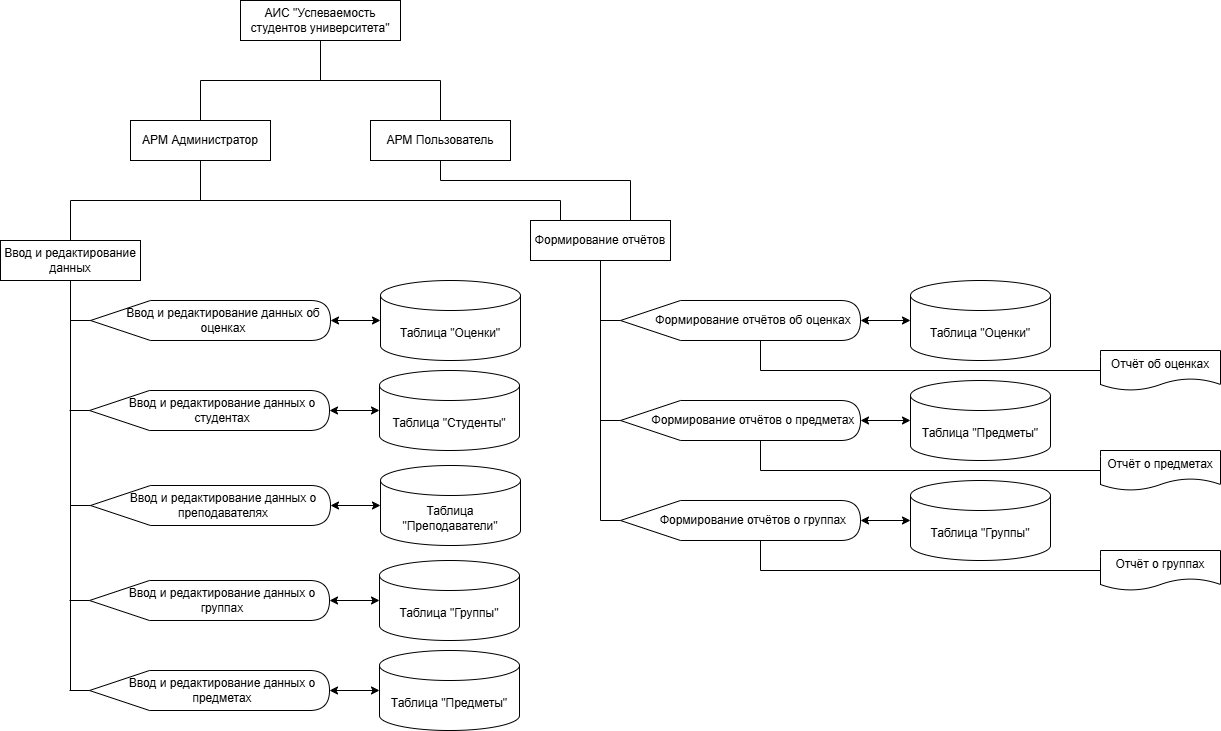 АИС "Успеваемость
студентов университета"
АРМ Администратор
АРМ Пользователь
Ввод и редактирование
данных
Формирование отчётов
Ввод и редактирование данных об
оценках
Таблица "Оценки"
Ввод и редактирование данных о
студентах
Таблица "Студенты"
Ввод и редактирование данных о
преподавателях
Таблица
"Преподаватели"
Ввод и редактирование данных о
группах
Таблица "Группы"
Ввод и редактирование данных о
предметах
Таблица "Предметы"
Формирование отчётов об оценках
Таблица "Оценки"
Отчёт об оценках
Формирование отчётов о предметах
Таблица "Предметы"
Отчёт о предметах
Формирование отчётов о группах
Таблица "Группы"
Отчёт о группах